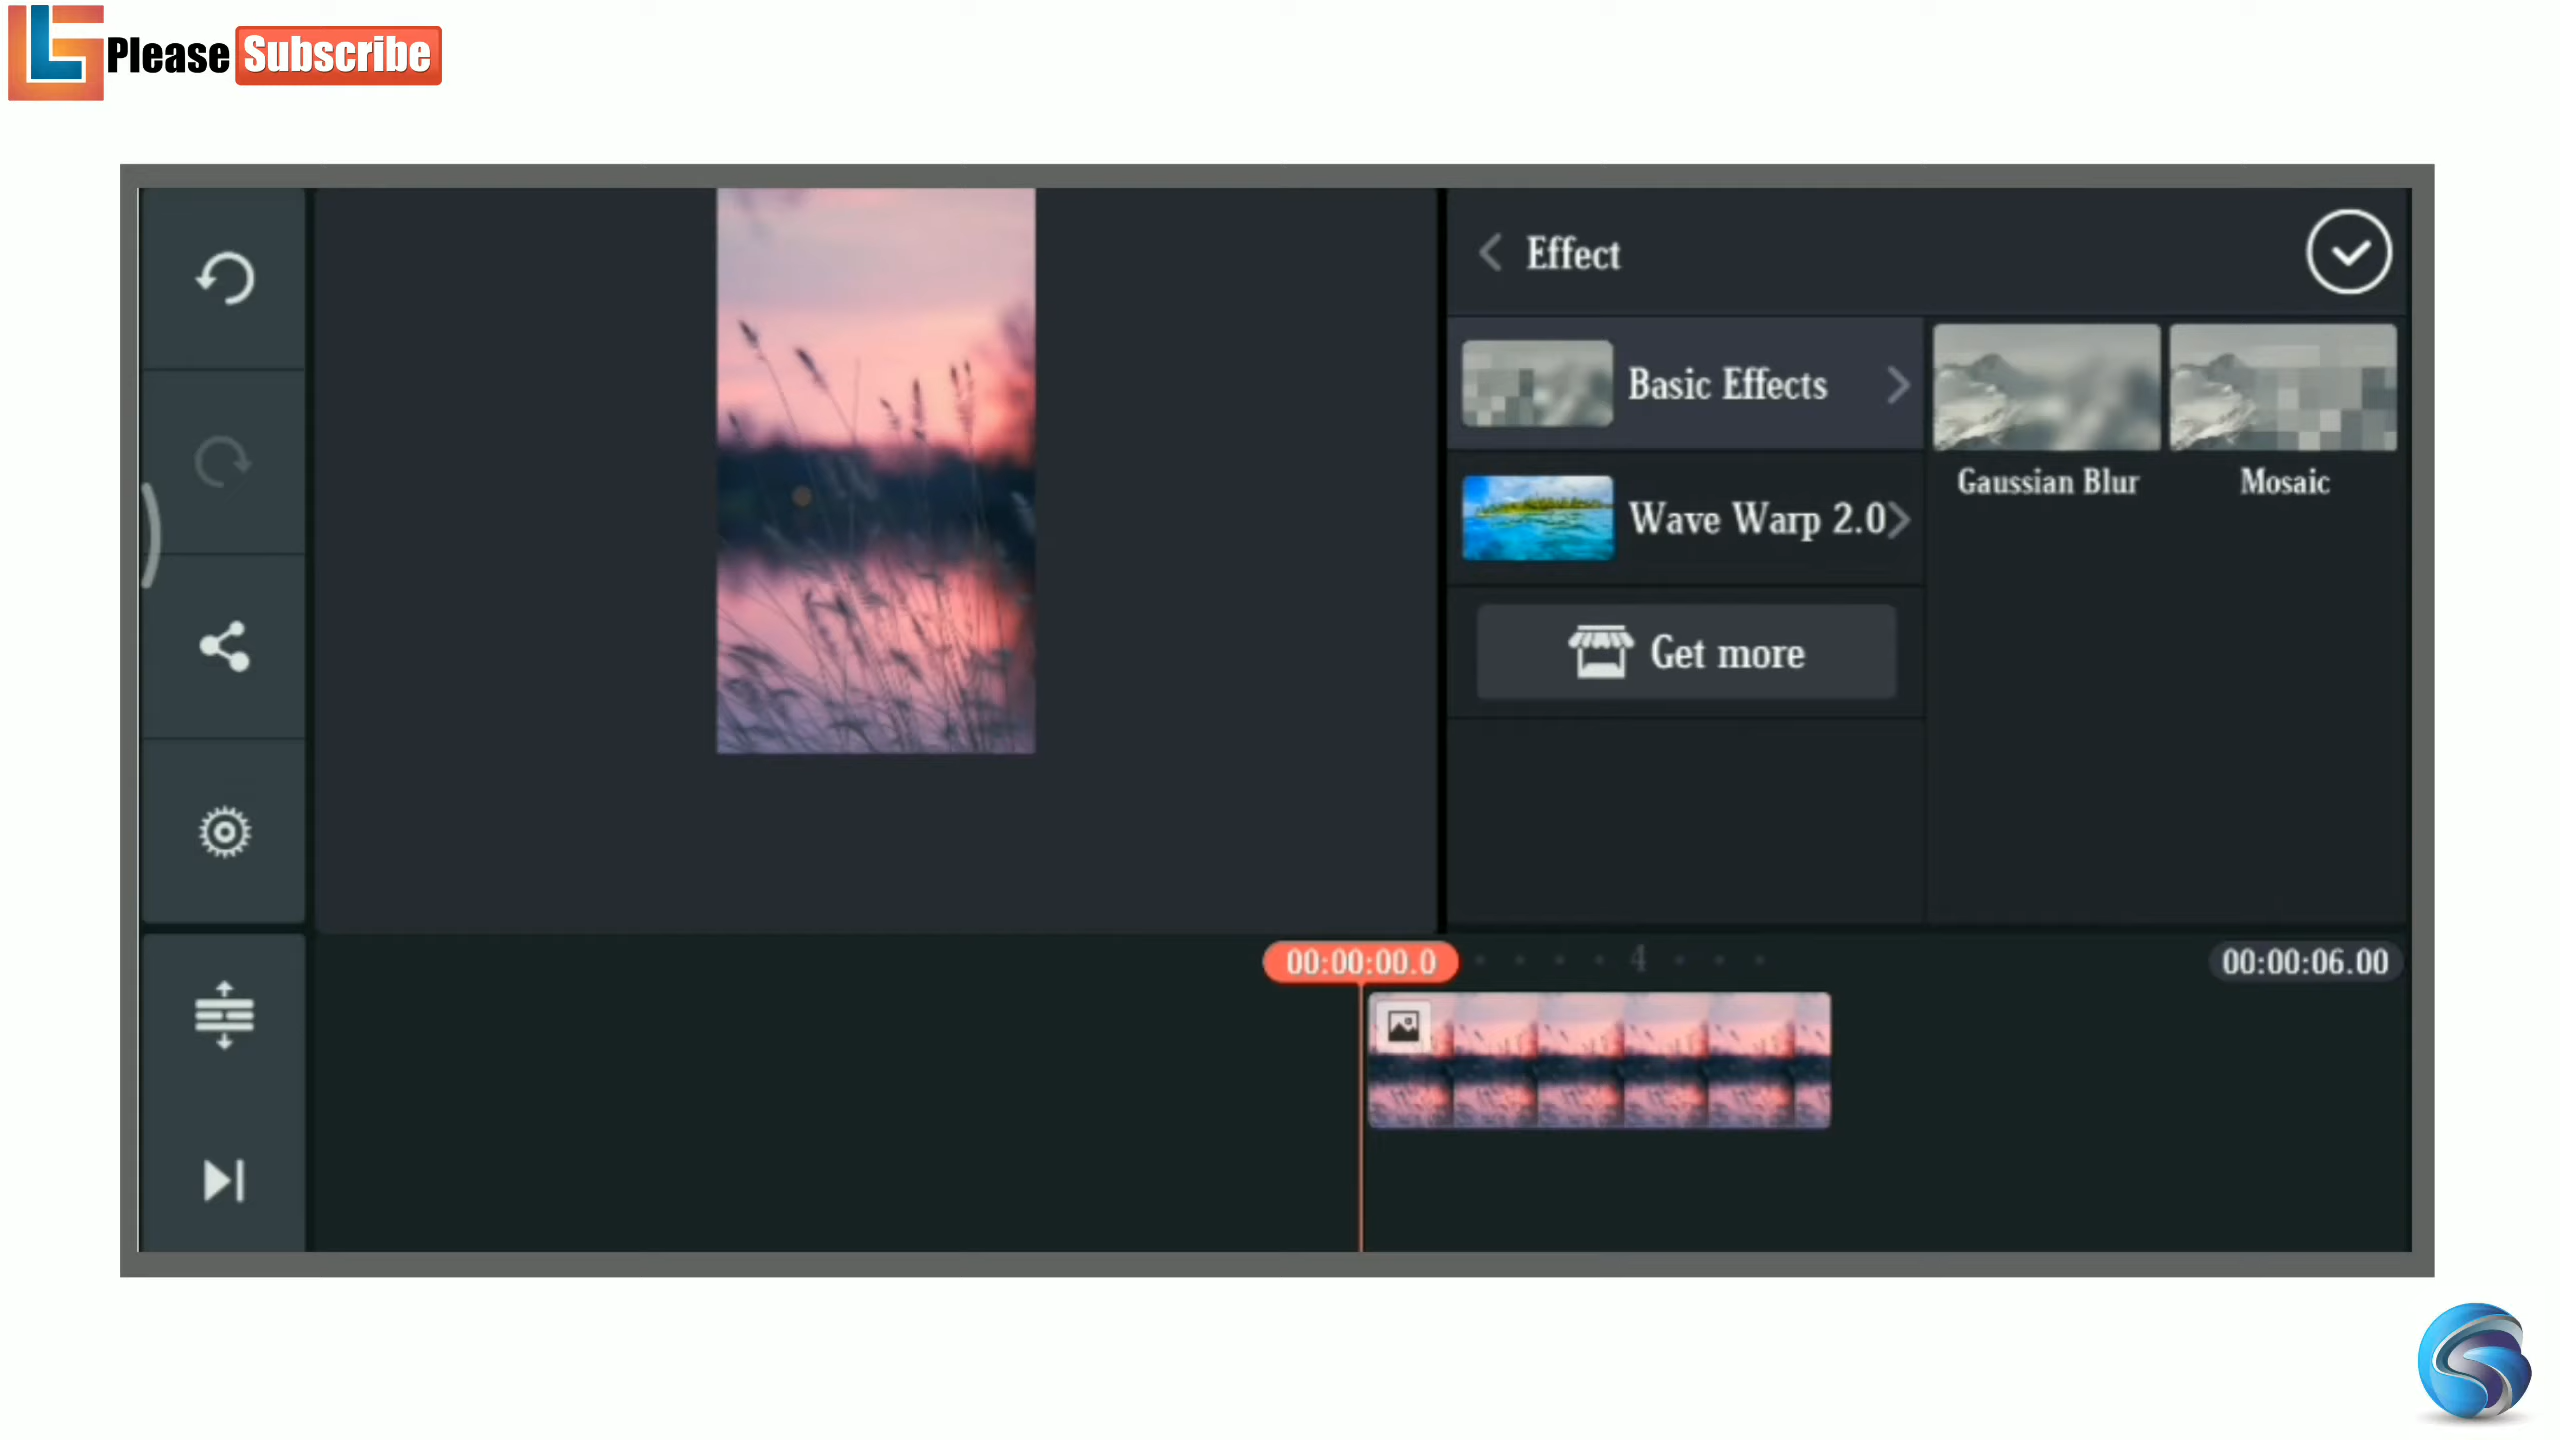 Please Subscribe
Effect
Basic Effects
Wave Warp 2.0
Get more
Gaussian Blur
Mosaic
00:00:00.0
4
00:00:06.00